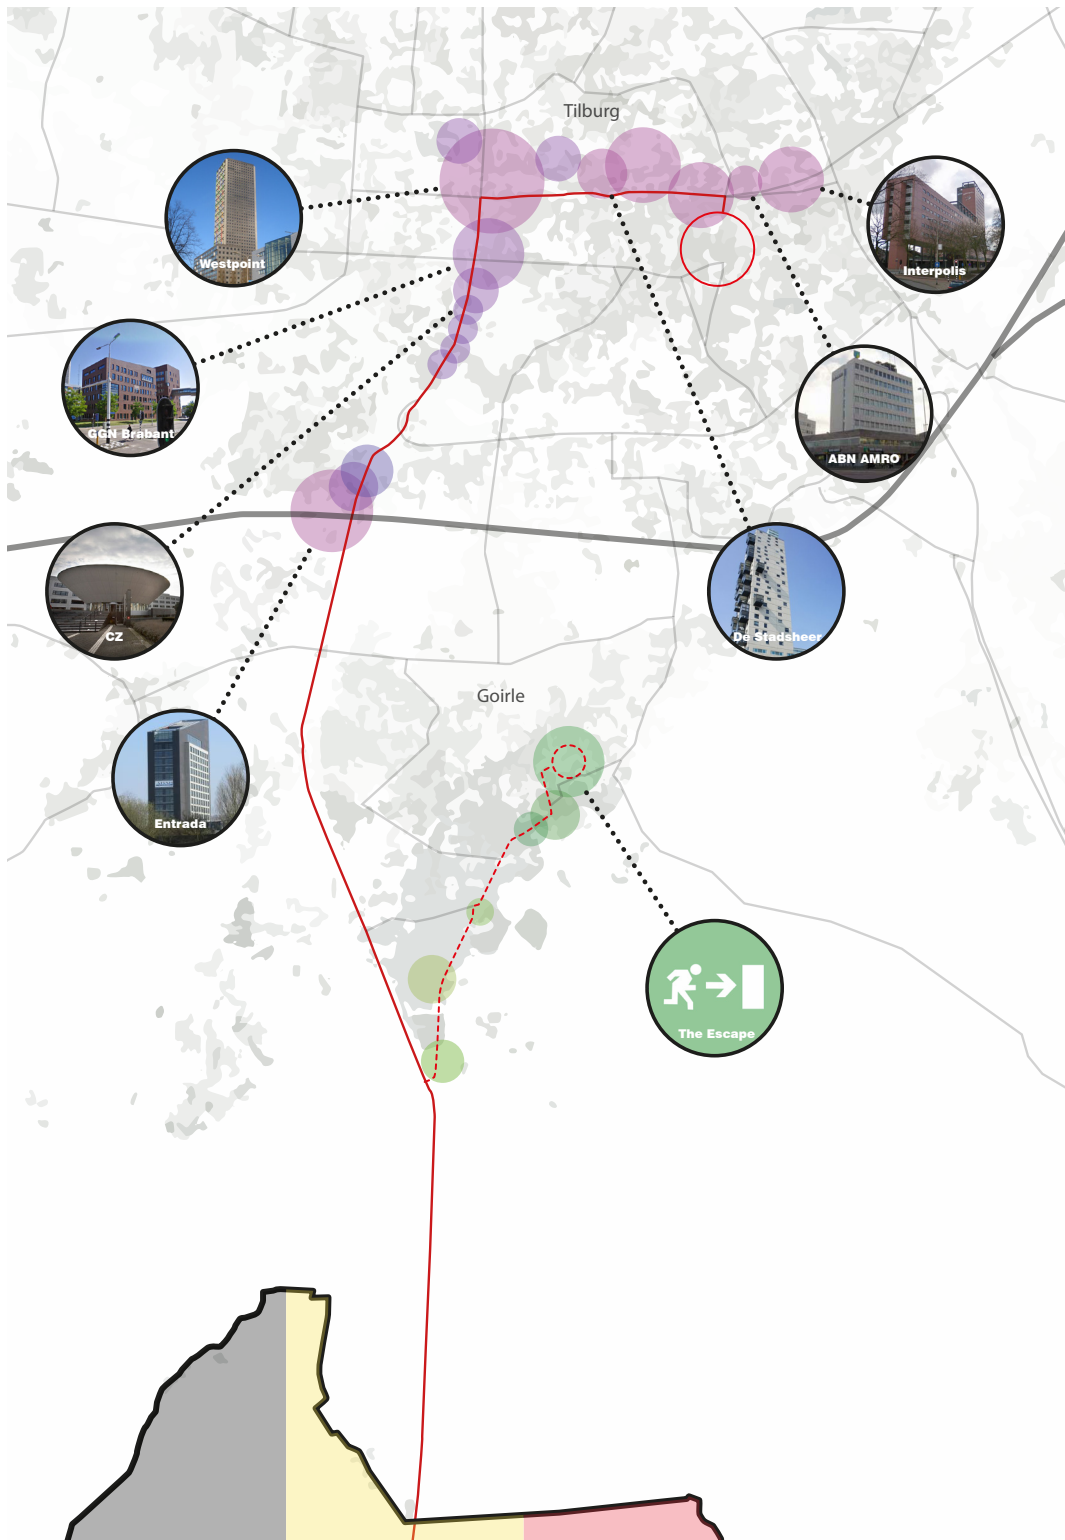 Tilburg
Westpoint
Interpolis
GGN Brabant
ABN AMRO
CZ
De Stadsheer
Goirle
Entrada
The Escape